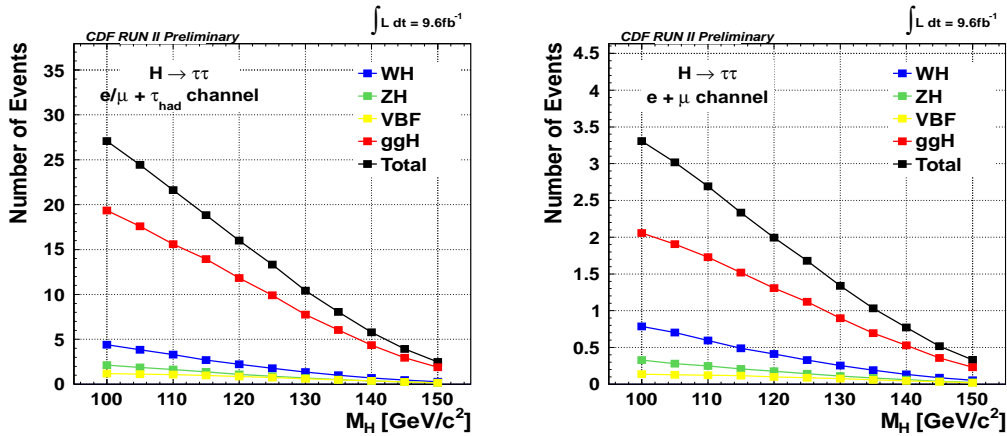 ∫L dt = 9.6fb⁻¹
CDF RUN II Preliminary
H → ττ
e/μ + τhad channel
WH
ZH
VBF
ggH
Total
Number of Events
40
35
30
25
20
15
10
5
0
100 110 120 130 140 150
M_H [GeV/c²]
∫L dt = 9.6fb⁻¹
CDF RUN II Preliminary
H → ττ
e + μ channel
WH
ZH
VBF
ggH
Total
Number of Events
4.5
4
3.5
3
2.5
2
1.5
1
0.5
0
100 110 120 130 140 150
M_H [GeV/c²]